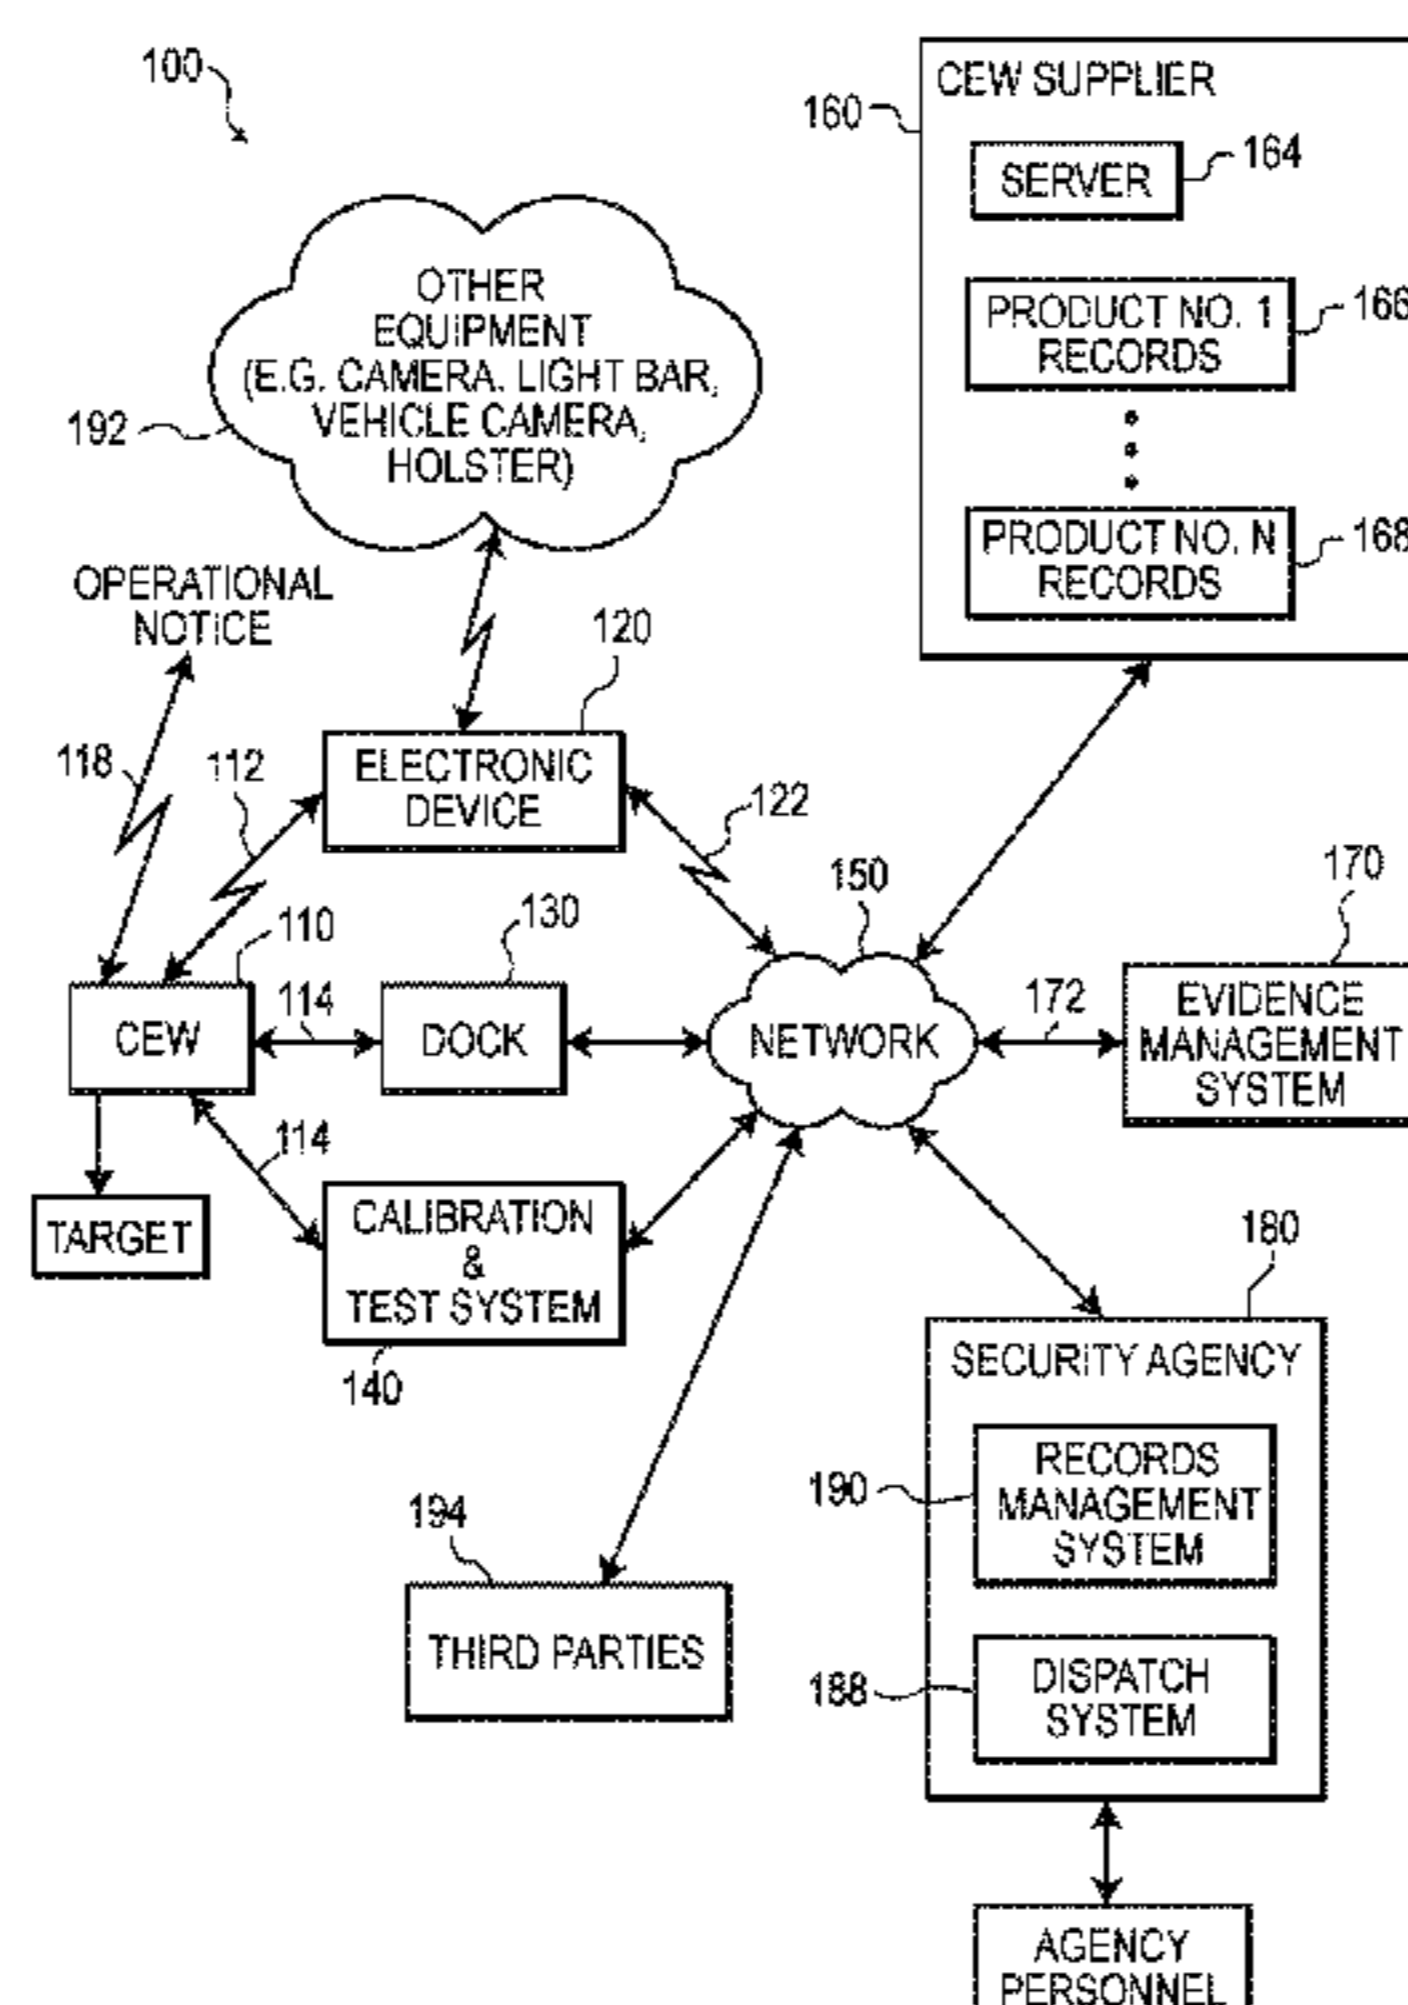 100
CEW SUPPLIER
160
SERVER
164
PRODUCT NO. 1
RECORDS
166
PRODUCT NO. N
RECORDS
168
OTHER
EQUIPMENT
(E.G. CAMERA, LIGHT BAR,
VEHICLE CAMERA,
HOLSTER)
192
OPERATIONAL
NOTICE
120
118
112
ELECTRONIC
DEVICE
122
150
170
110
130
114
CEW
DOCK
NETWORK
172
EVIDENCE
MANAGEMENT
SYSTEM
114
TARGET
CALIBRATION
&
TEST SYSTEM
140
180
SECURITY AGENCY
RECORDS
MANAGEMENT
SYSTEM
190
194
THIRD PARTIES
DISPATCH
SYSTEM
188
AGENCY
PERSONNEL